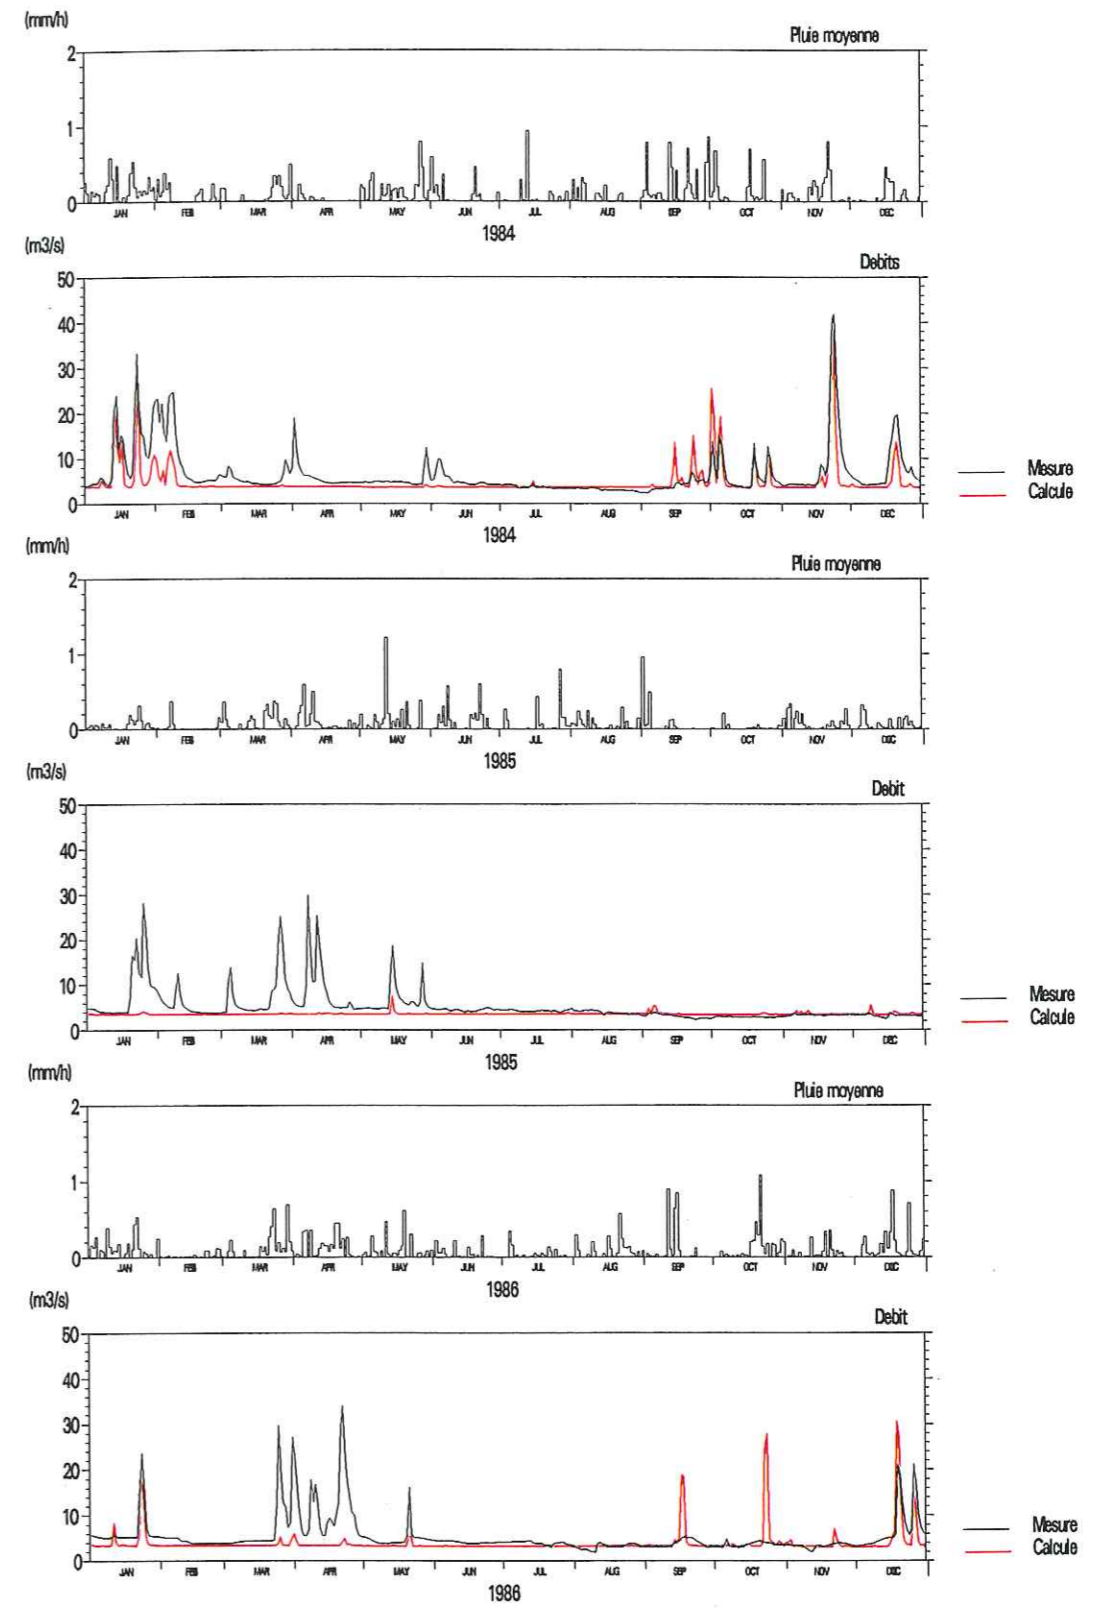 (mm/h)
Pluie moyenne
2
1
0
JAN FEB MAR APR MAY JUN JUL AUG SEP OCT NOV DEC
1984
(m3/s)
Debits
50
40
30
20
10
0
Mesure
Calcule
JAN FEB MAR APR MAY JUN JUL AUG SEP OCT NOV DEC
1984
(mm/h)
Pluie moyenne
2
1
0
JAN FEB MAR APR MAY JUN JUL AUG SEP OCT NOV DEC
1985
(m3/s)
Debit
50
40
30
20
10
0
Mesure
Calcule
JAN FEB MAR APR MAY JUN JUL AUG SEP OCT NOV DEC
1985
(mm/h)
Pluie moyenne
2
1
0
JAN FEB MAR APR MAY JUN JUL AUG SEP OCT NOV DEC
1986
(m3/s)
Debit
50
40
30
20
10
0
Mesure
Calcule
JAN FEB MAR APR MAY JUN JUL AUG SEP OCT NOV DEC
1986